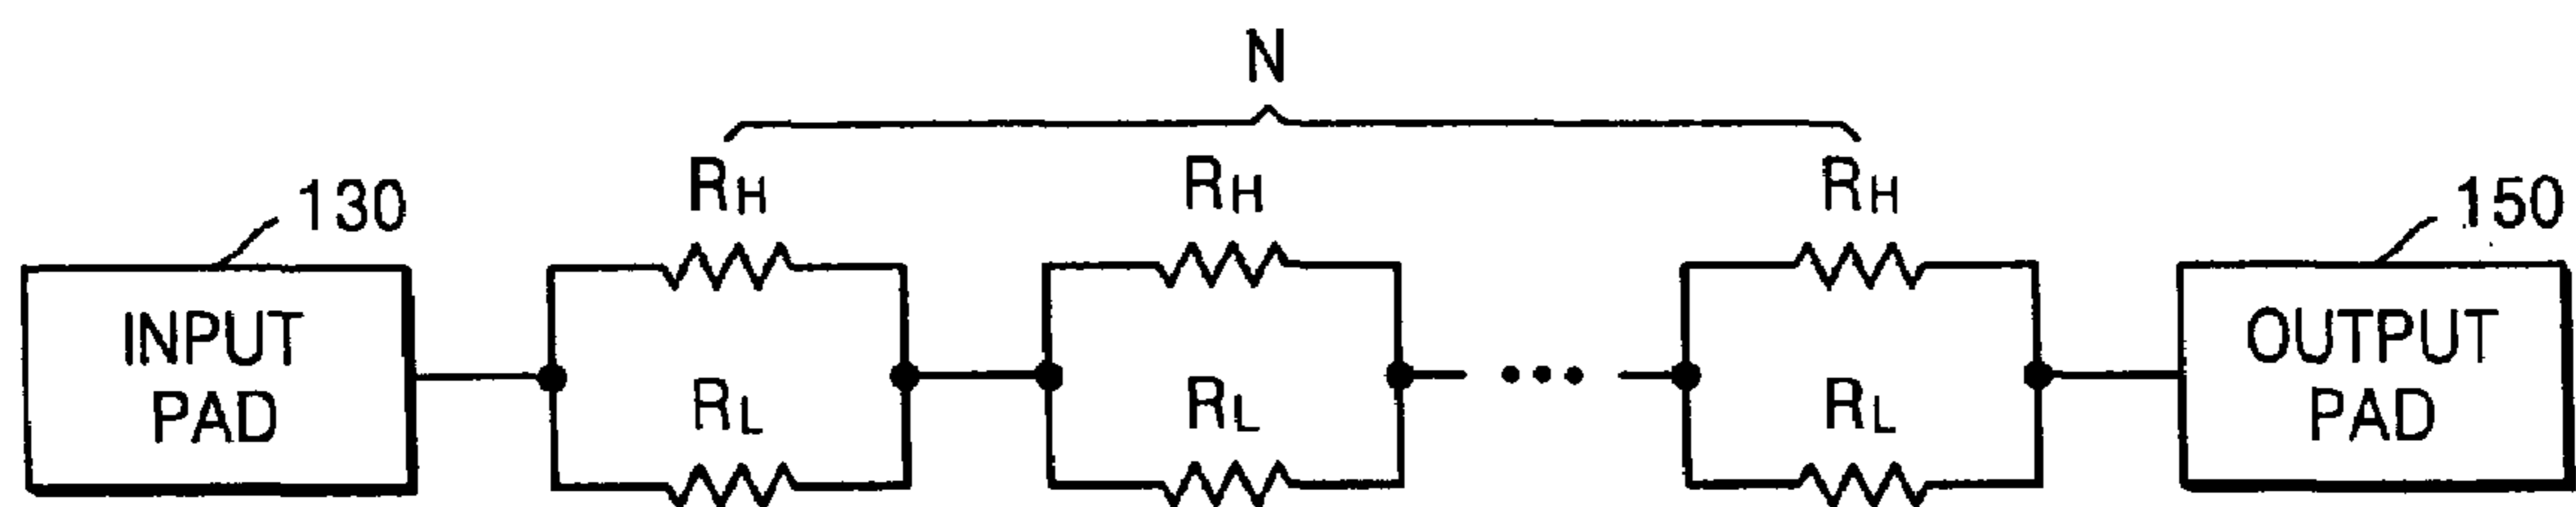 N
RH RH RH
130 150
INPUT
PAD
OUTPUT
PAD
RL RL RL